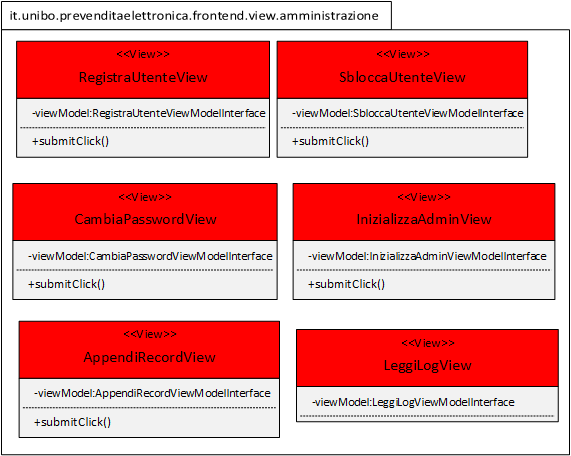 it.unibo.prevenditaelettronica.frontend.view.amministrazione
<<View>>
RegistraUtenteView
-viewModel:RegistraUtenteViewModelInterface
+submitClick()
<<View>>
SbloccaUtenteView
-viewModel:SbloccaUtenteViewModelInterface
+submitClick()
<<View>>
CambiaPasswordView
-viewModel:CambiaPasswordViewModelInterface
+submitClick()
<<View>>
InizializzaAdminView
-viewModel:InizializzaAdminViewModelInterface
+submitClick()
<<View>>
AppendiRecordView
-viewModel:AppendiRecordViewModelInterface
+submitClick()
<<View>>
LeggiLogView
-viewModel:LeggiLogViewModelInterface